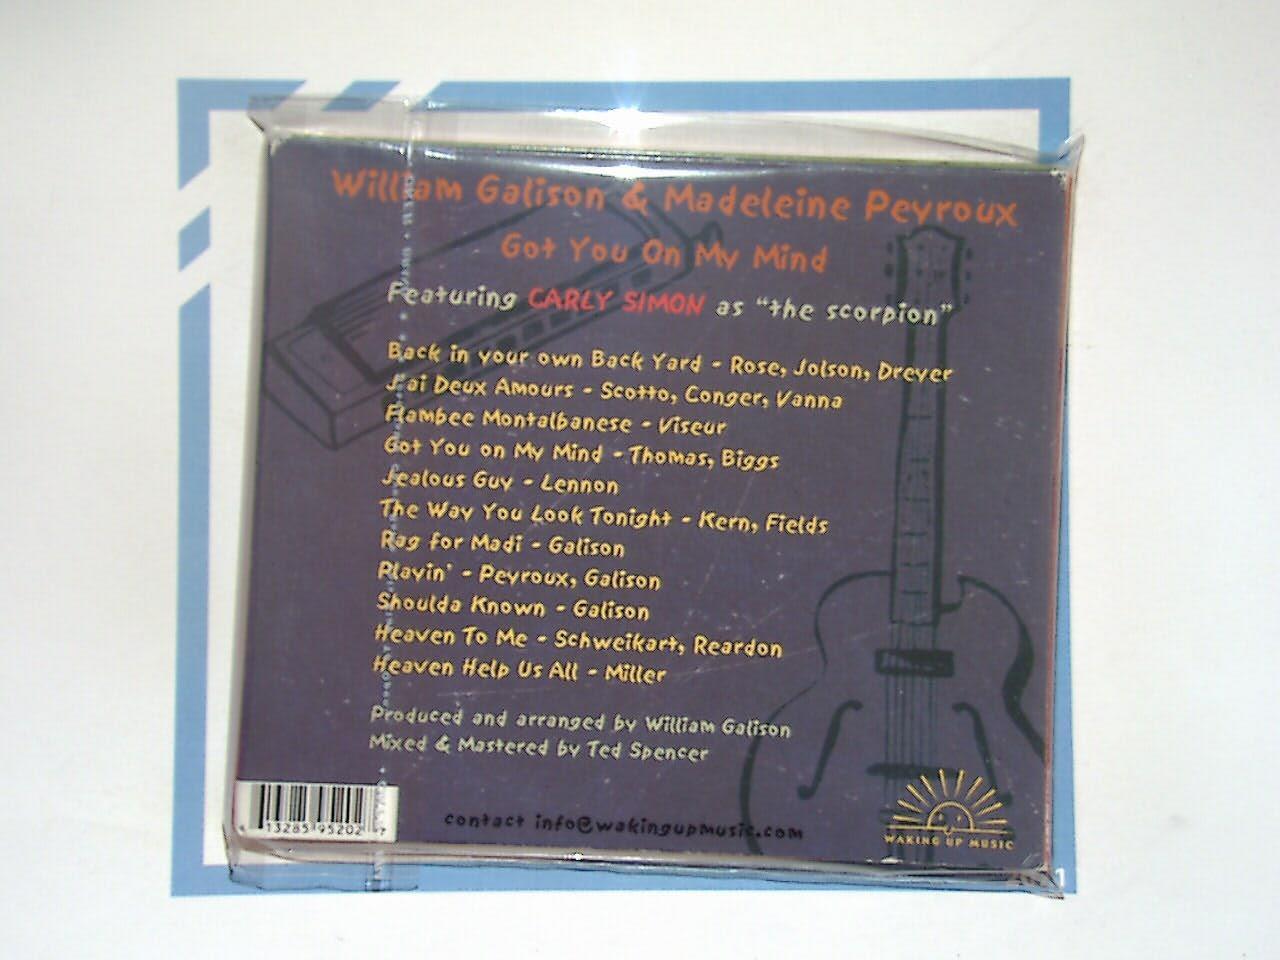 William Galison & Madeleine Peyroux
Got You On My Mind
Featuring CARLY SIMON as "the scorpion"
Back in your own Back Yard - Rose, Jolson, Dreyer
J'ai Deux Amours - Scotto, Conger, Vanna
Flambee Montalbanese - Viseur
Got You on My Mind - Thomas, Biggs
Jealous Guy - Lennon
The Way You Look Tonight - Kern, Fields
Rag for Madi - Galison
Playin' - Peyroux, Galison
Shoulda Known - Galison
Heaven To Me - Schweikart, Reardon
Heaven Help Us All - Miller
Produced and arranged by William Galison
Mixed & Mastered by Ted Spencer
13285 95202 7
contact info@wakingupmusic.com
WAKING UP MUSIC